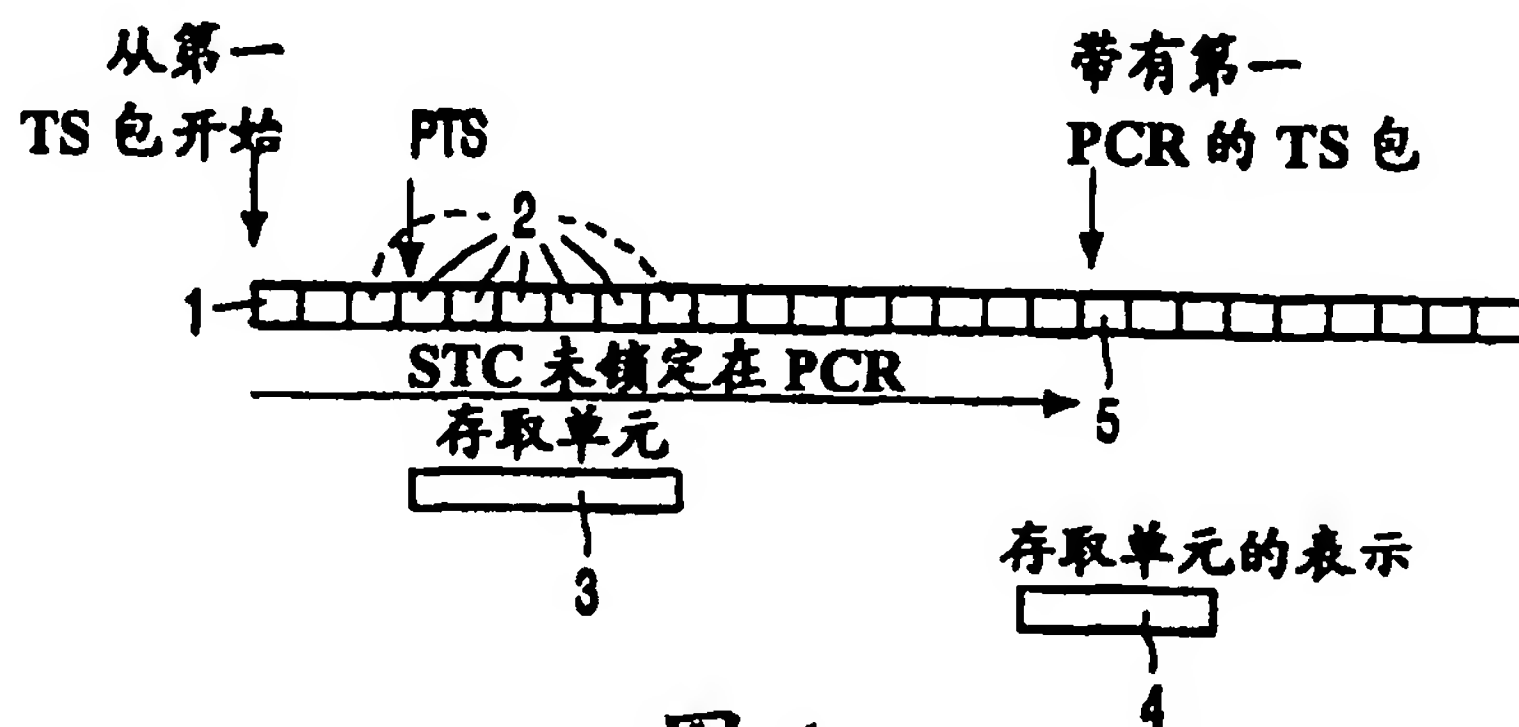 从第一
TS 包开始
PTS
带有第一
PCR 的 TS 包
2
1
STC 未锁定在 PCR
5
存取单元
3
存取单元的表示
4